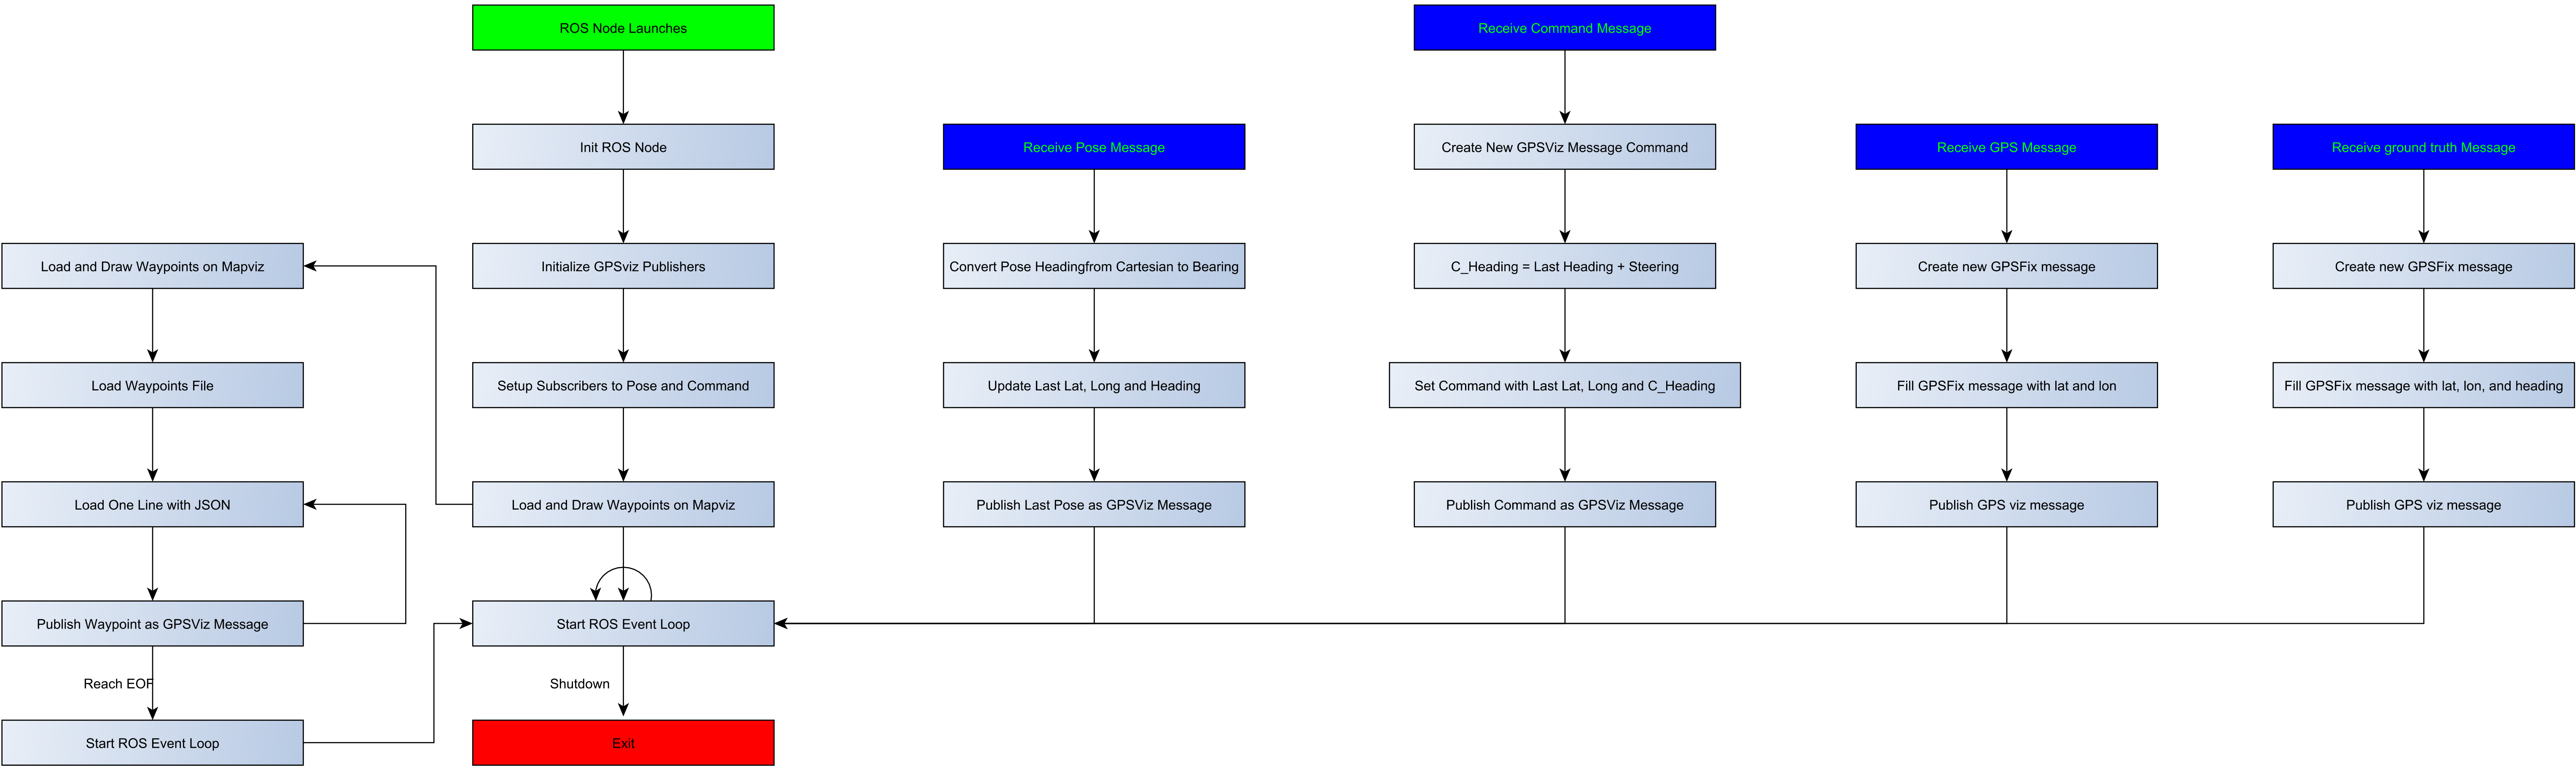 ROS Node Launches
Receive Command Message
Init ROS Node
Receive Pose Message
Create New GPSViz Message Command
Receive GPS Message
Receive ground truth Message
Load and Draw Waypoints on Mapviz
Initialize GPSviz Publishers
Convert Pose Headingfrom Cartesian to Bearing
C_Heading = Last Heading + Steering
Create new GPSFix message
Create new GPSFix message
Load Waypoints File
Setup Subscribers to Pose and Command
Update Last Lat, Long and Heading
Set Command with Last Lat, Long and C_Heading
Fill GPSFix message with lat and lon
Fill GPSFix message with lat, lon, and heading
Load One Line with JSON
Load and Draw Waypoints on Mapviz
Publish Last Pose as GPSViz Message
Publish Command as GPSViz Message
Publish GPS viz message
Publish GPS viz message
Publish Waypoint as GPSViz Message
Start ROS Event Loop
Reach EOF
Shutdown
Start ROS Event Loop
Exit